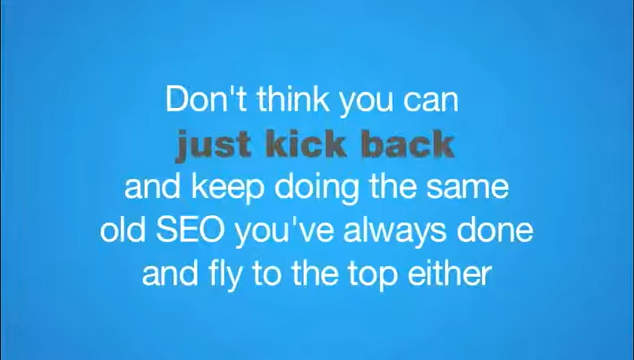 Don't think you can
just kick back
and keep doing the same
old SEO you've always done
and fly to the top either